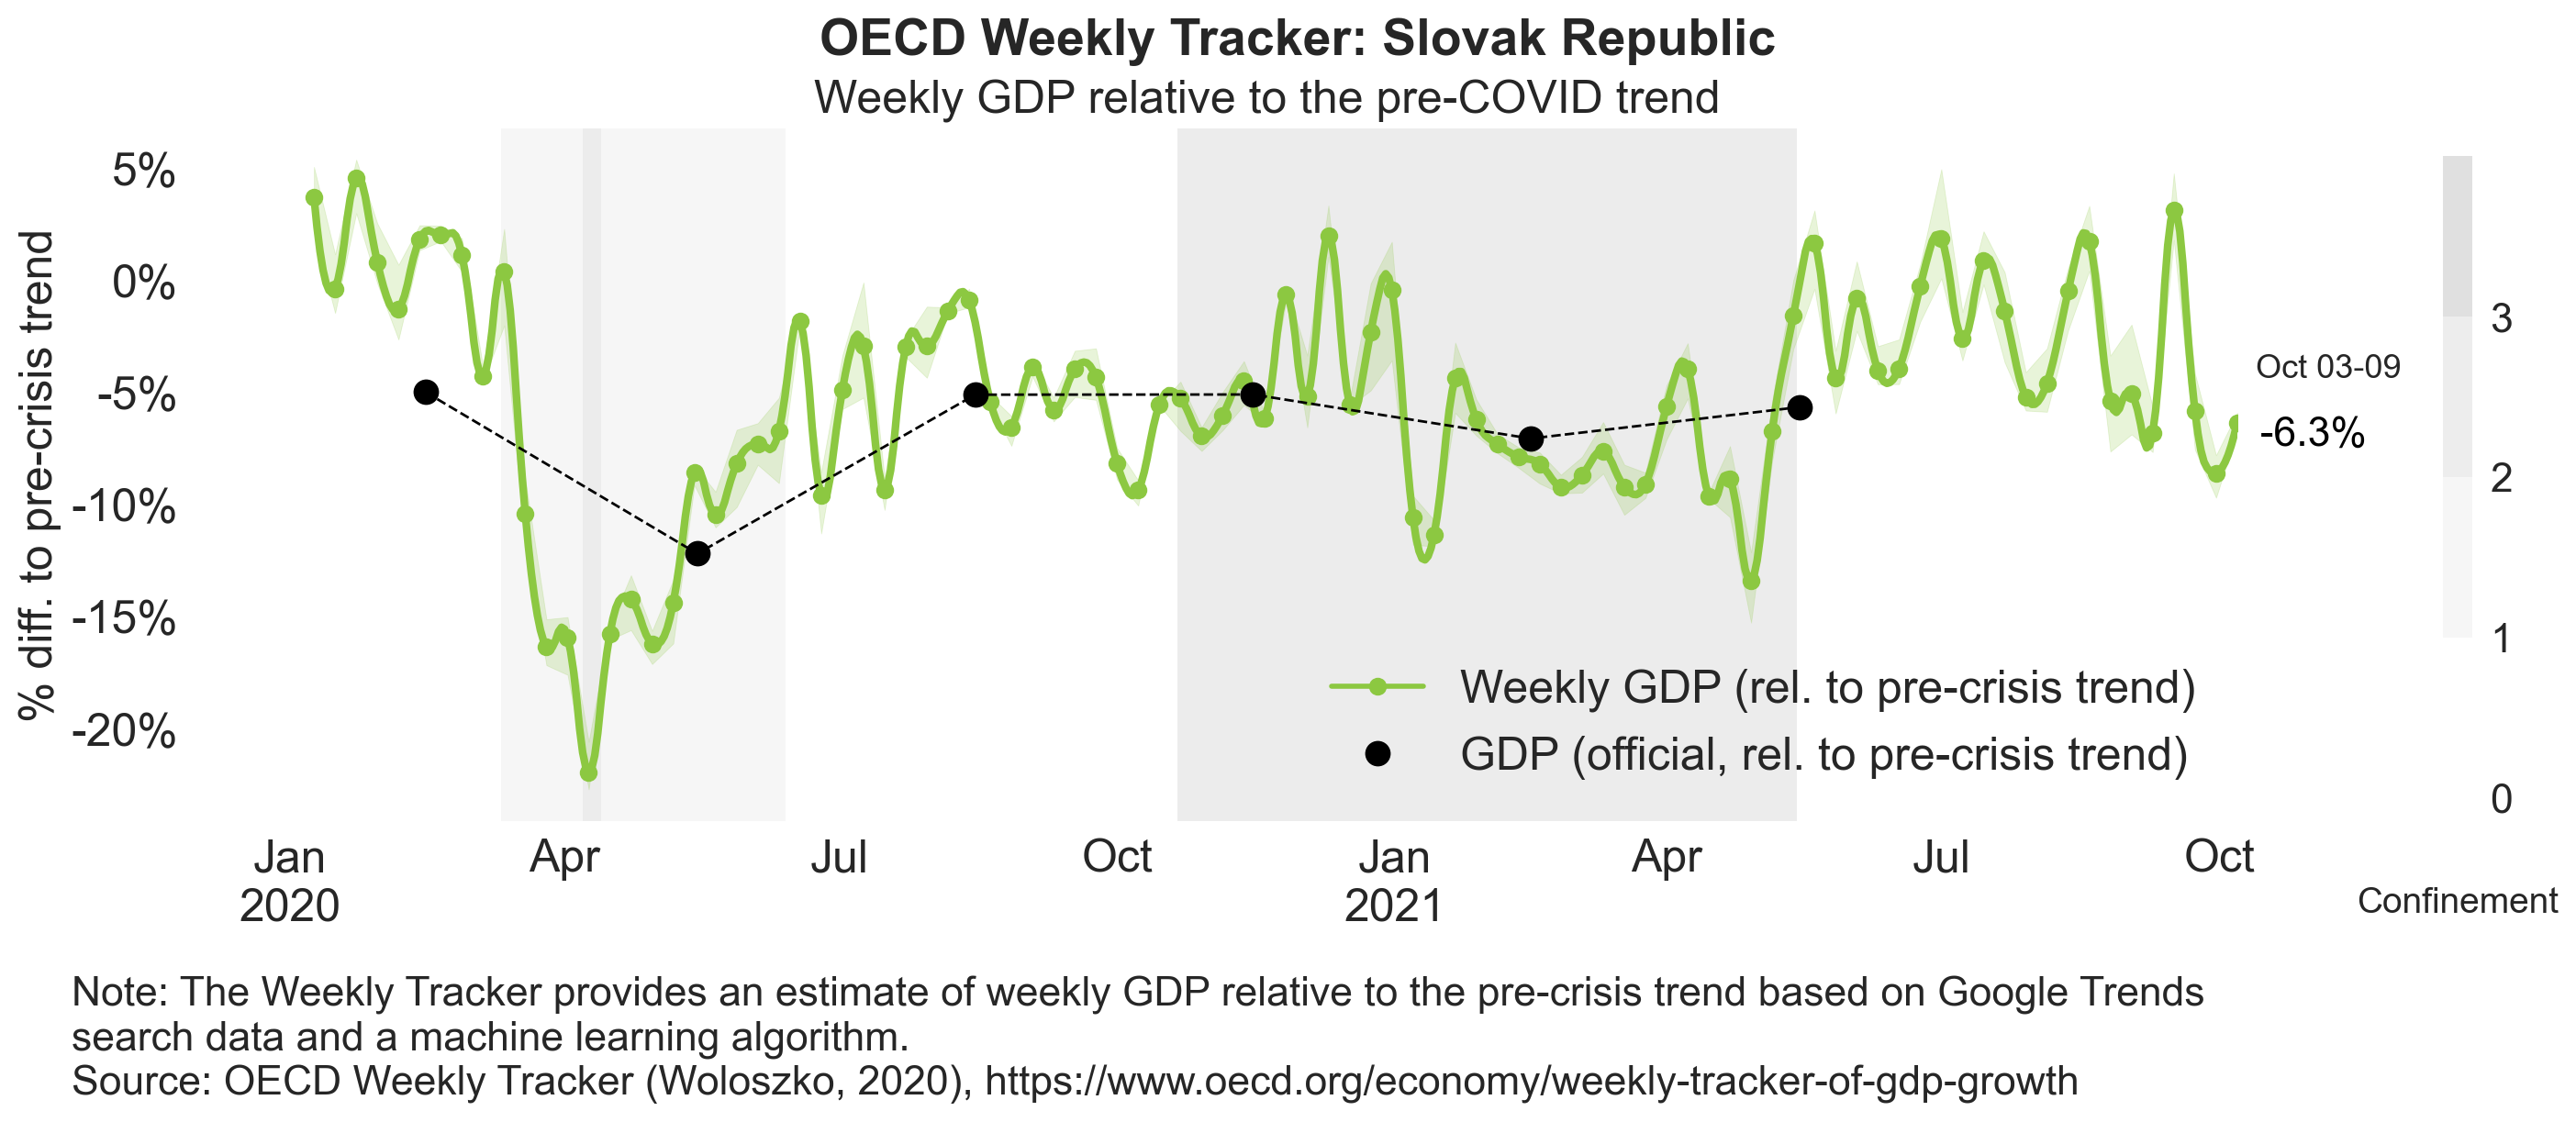 OECD Weekly Tracker: Slovak Republic
Weekly GDP relative to the pre-COVID trend
% diff. to pre-crisis trend
5%
0%
-5%
-10%
-15%
-20%
Jan
2020
Apr
Jul
Oct
Jan
2021
Apr
Jul
Oct
Oct 03-09
-6.3%
Weekly GDP (rel. to pre-crisis trend)
GDP (official, rel. to pre-crisis trend)
3
2
1
0
Confinement
Note: The Weekly Tracker provides an estimate of weekly GDP relative to the pre-crisis trend based on Google Trends
search data and a machine learning algorithm.
Source: OECD Weekly Tracker (Woloszko, 2020), https://www.oecd.org/economy/weekly-tracker-of-gdp-growth